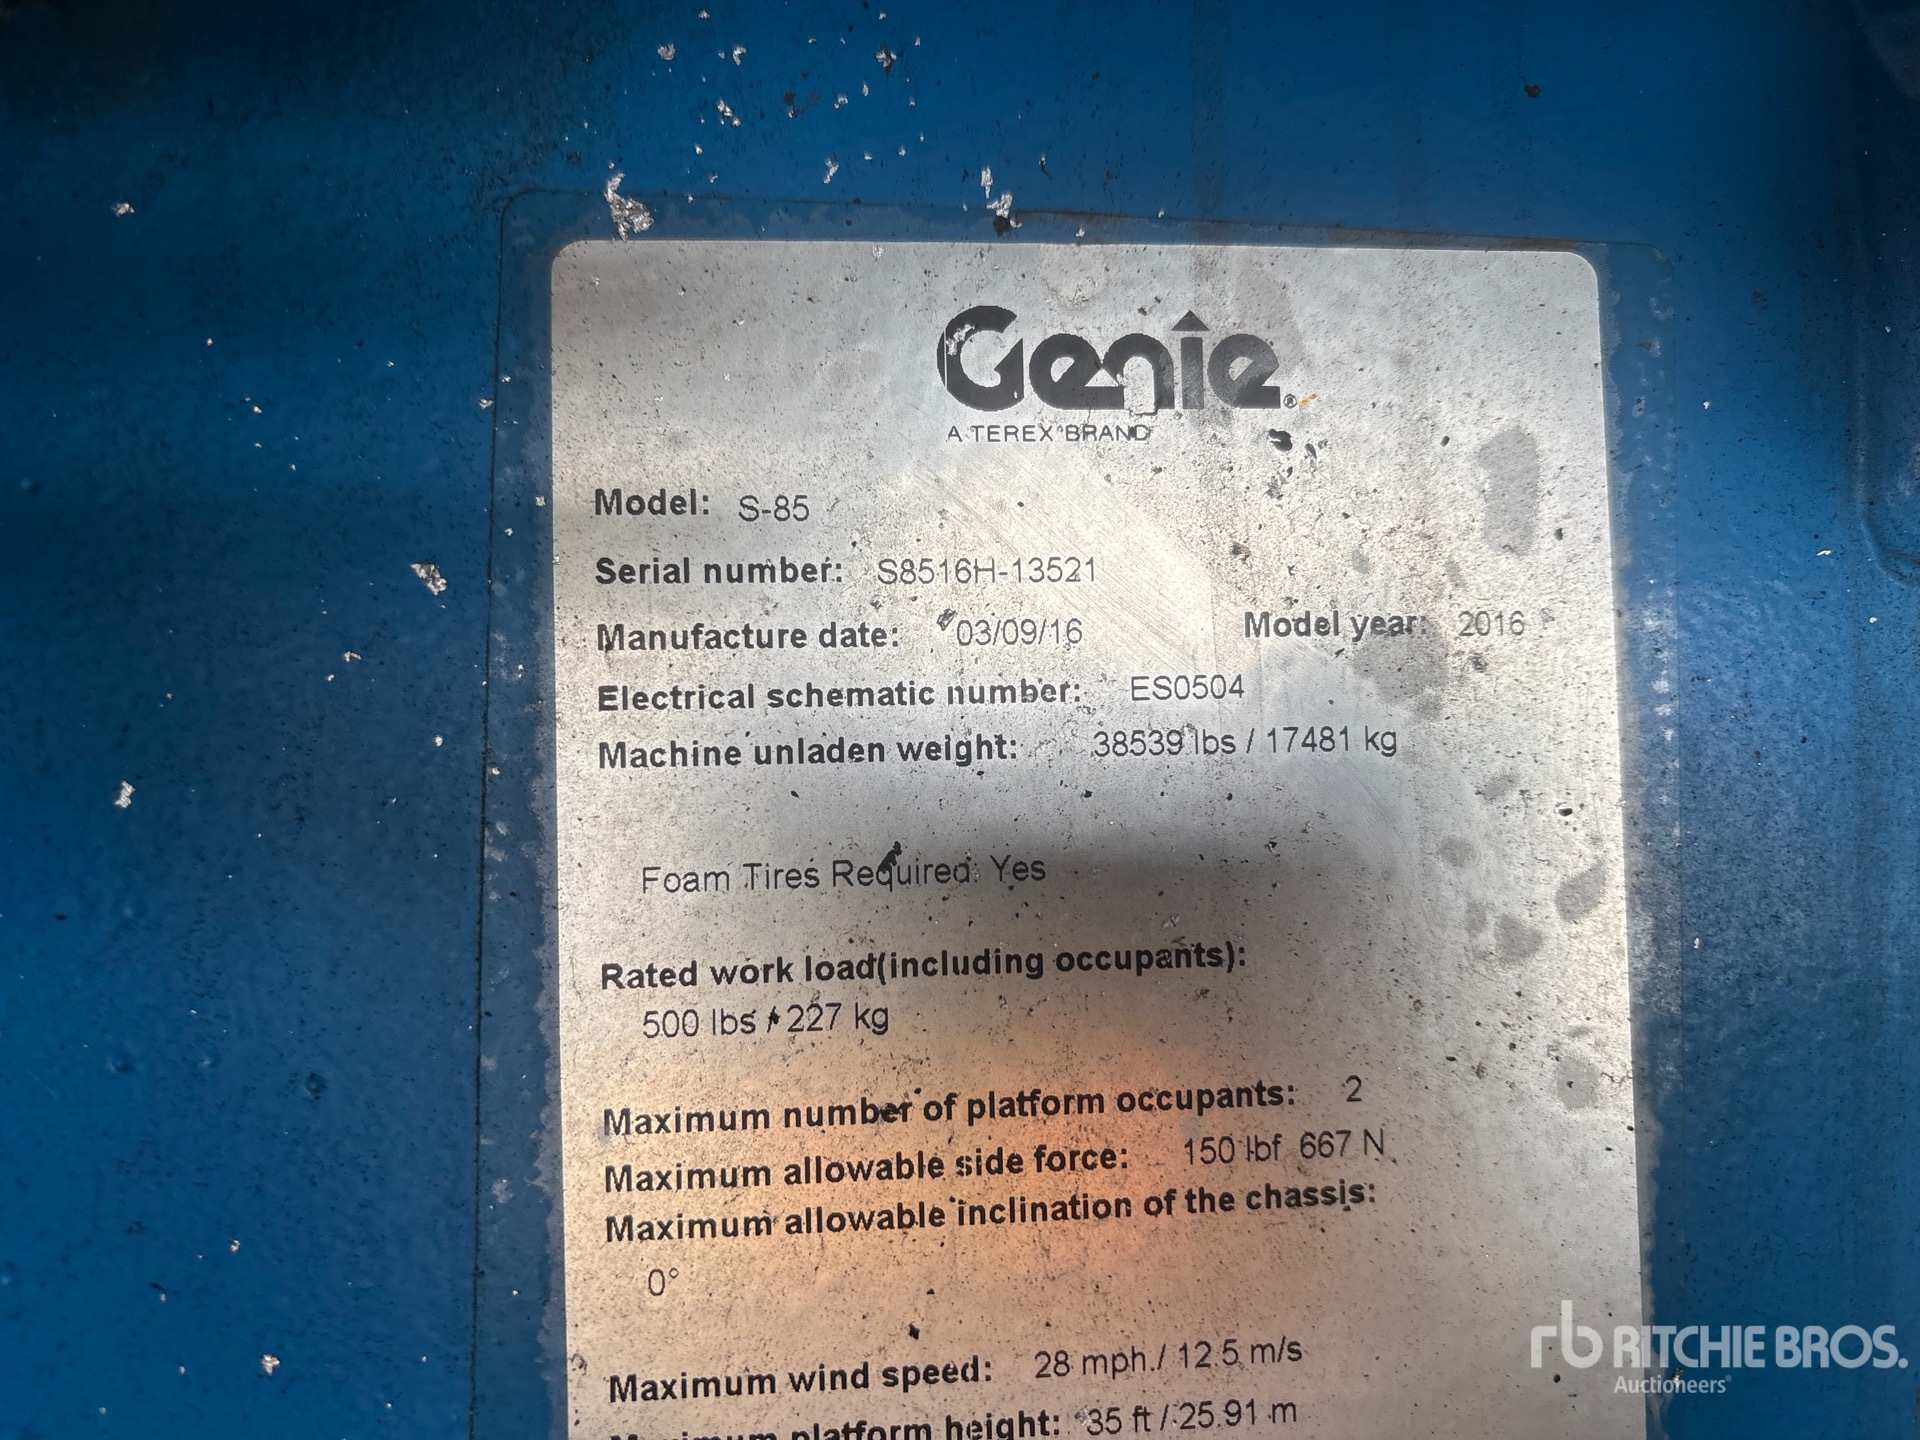 Genie®
A TEREX® BRAND
Model: S-85
Serial number: S8516H-13521
Manufacture date: 03/09/16 Model year: 2016
Electrical schematic number: ES0504
Machine unladen weight: 38539 lbs / 17481 kg
Foam Tires Required: Yes
Rated work load(including occupants):
500 lbs / 227 kg
Maximum number of platform occupants: 2
Maximum allowable side force: 150 lbf 667 N
Maximum allowable inclination of the chassis:
0°
Maximum wind speed: 28 mph / 12.5 m/s
Maximum platform height: 35 ft / 25.91 m
rb RITCHIE BROS.
Auctioneers®